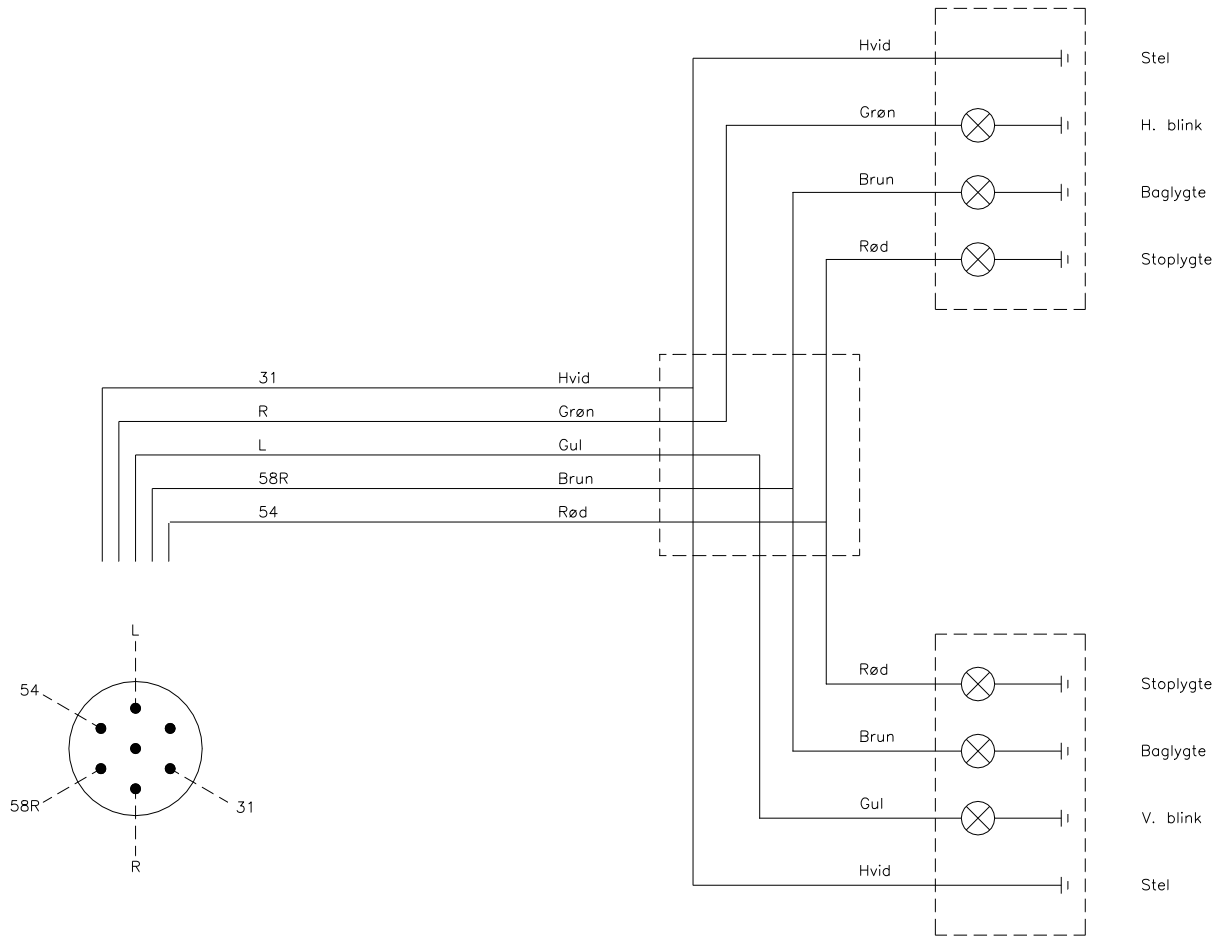 Hvid Stel
Grøn H. blink
Brun Baglygte
Rød Stoplygte
31 Hvid
R Grøn
L Gul
58R Brun
54 Rød
L
54
58R
31
R
Rød Stoplygte
Brun Baglygte
Gul V. blink
Hvid Stel